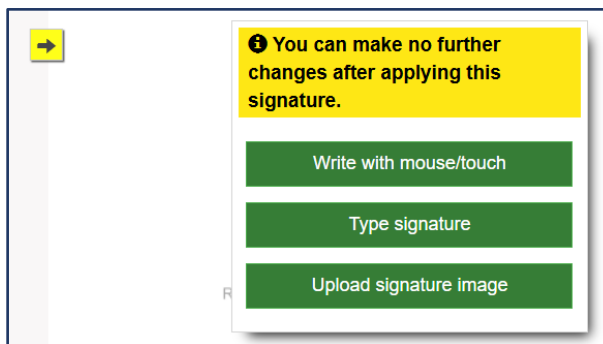 You can make no further
changes after applying this
signature.
Write with mouse/touch
Type signature
Upload signature image
R